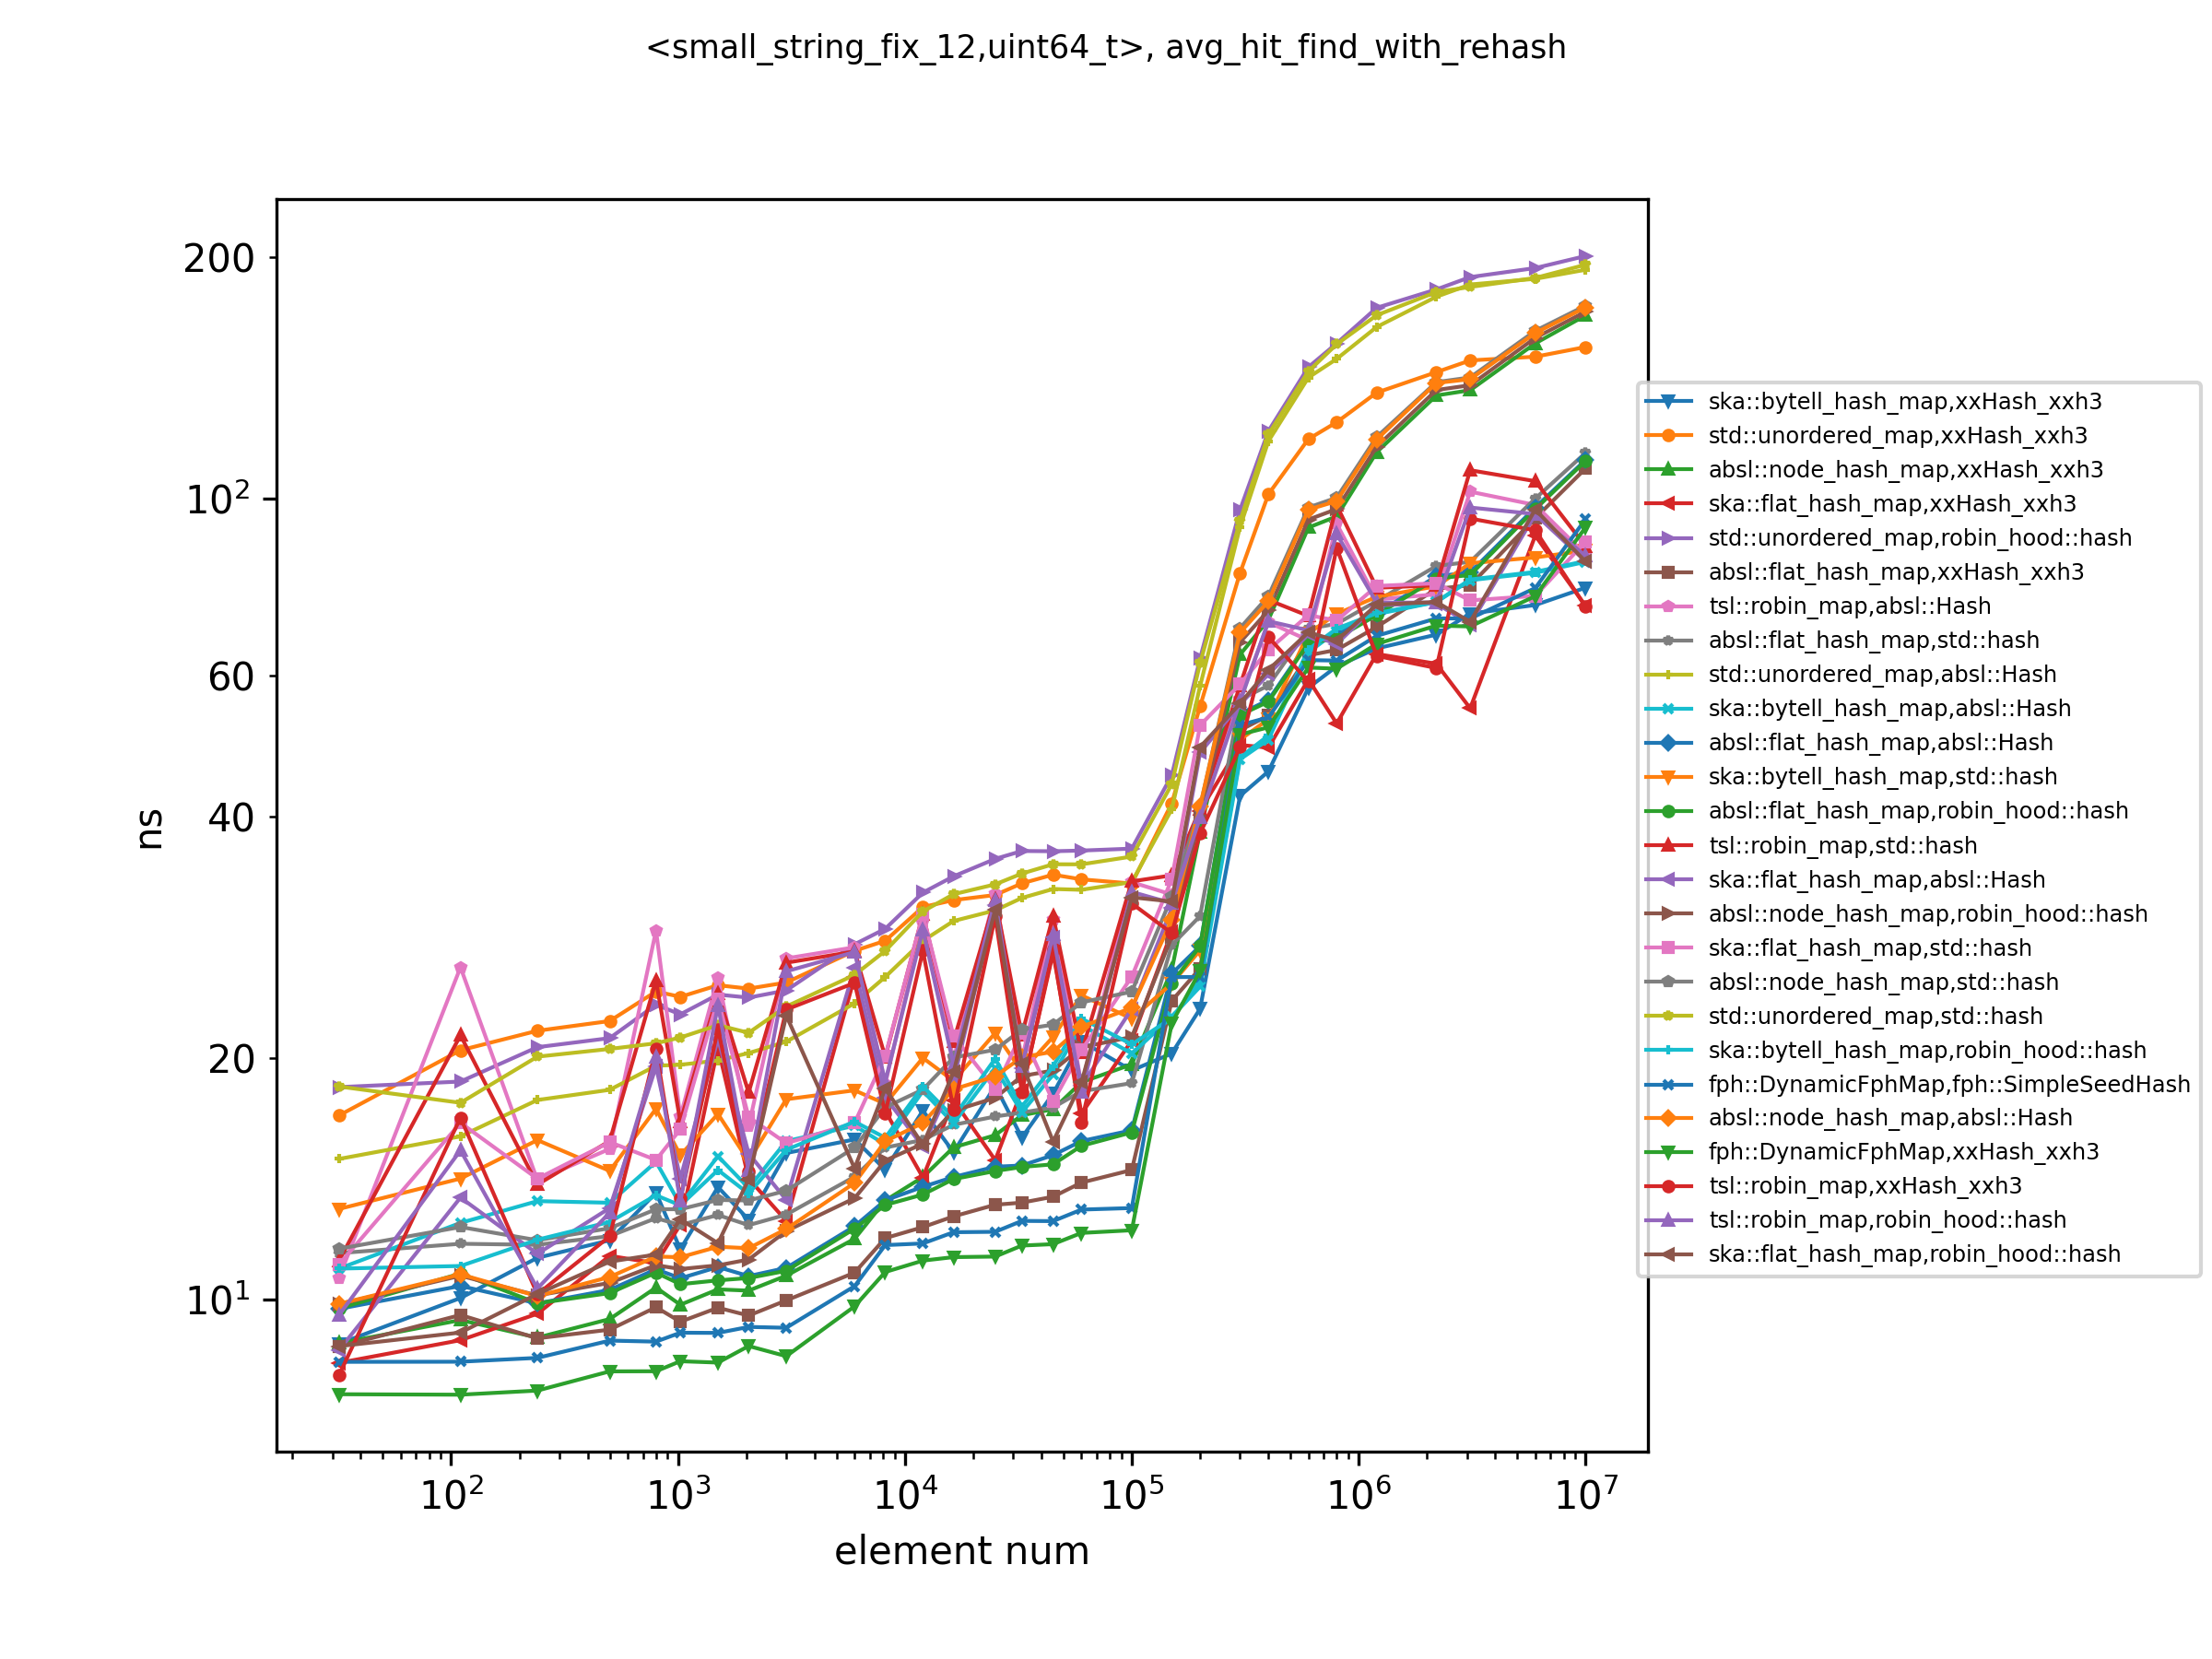 <small_string_fix_12,uint64_t>, avg_hit_find_with_rehash
200
10²
60
40
20
10¹
ns
10² 10³ 10⁴ 10⁵ 10⁶ 10⁷
element num
ska::bytell_hash_map,xxHash_xxh3
std::unordered_map,xxHash_xxh3
absl::node_hash_map,xxHash_xxh3
ska::flat_hash_map,xxHash_xxh3
std::unordered_map,robin_hood::hash
absl::flat_hash_map,xxHash_xxh3
tsl::robin_map,absl::Hash
absl::flat_hash_map,std::hash
std::unordered_map,absl::Hash
ska::bytell_hash_map,absl::Hash
absl::flat_hash_map,absl::Hash
ska::bytell_hash_map,std::hash
absl::flat_hash_map,robin_hood::hash
tsl::robin_map,std::hash
ska::flat_hash_map,absl::Hash
absl::node_hash_map,robin_hood::hash
ska::flat_hash_map,std::hash
absl::node_hash_map,std::hash
std::unordered_map,std::hash
ska::bytell_hash_map,robin_hood::hash
fph::DynamicFphMap,fph::SimpleSeedHash
absl::node_hash_map,absl::Hash
fph::DynamicFphMap,xxHash_xxh3
tsl::robin_map,xxHash_xxh3
tsl::robin_map,robin_hood::hash
ska::flat_hash_map,robin_hood::hash